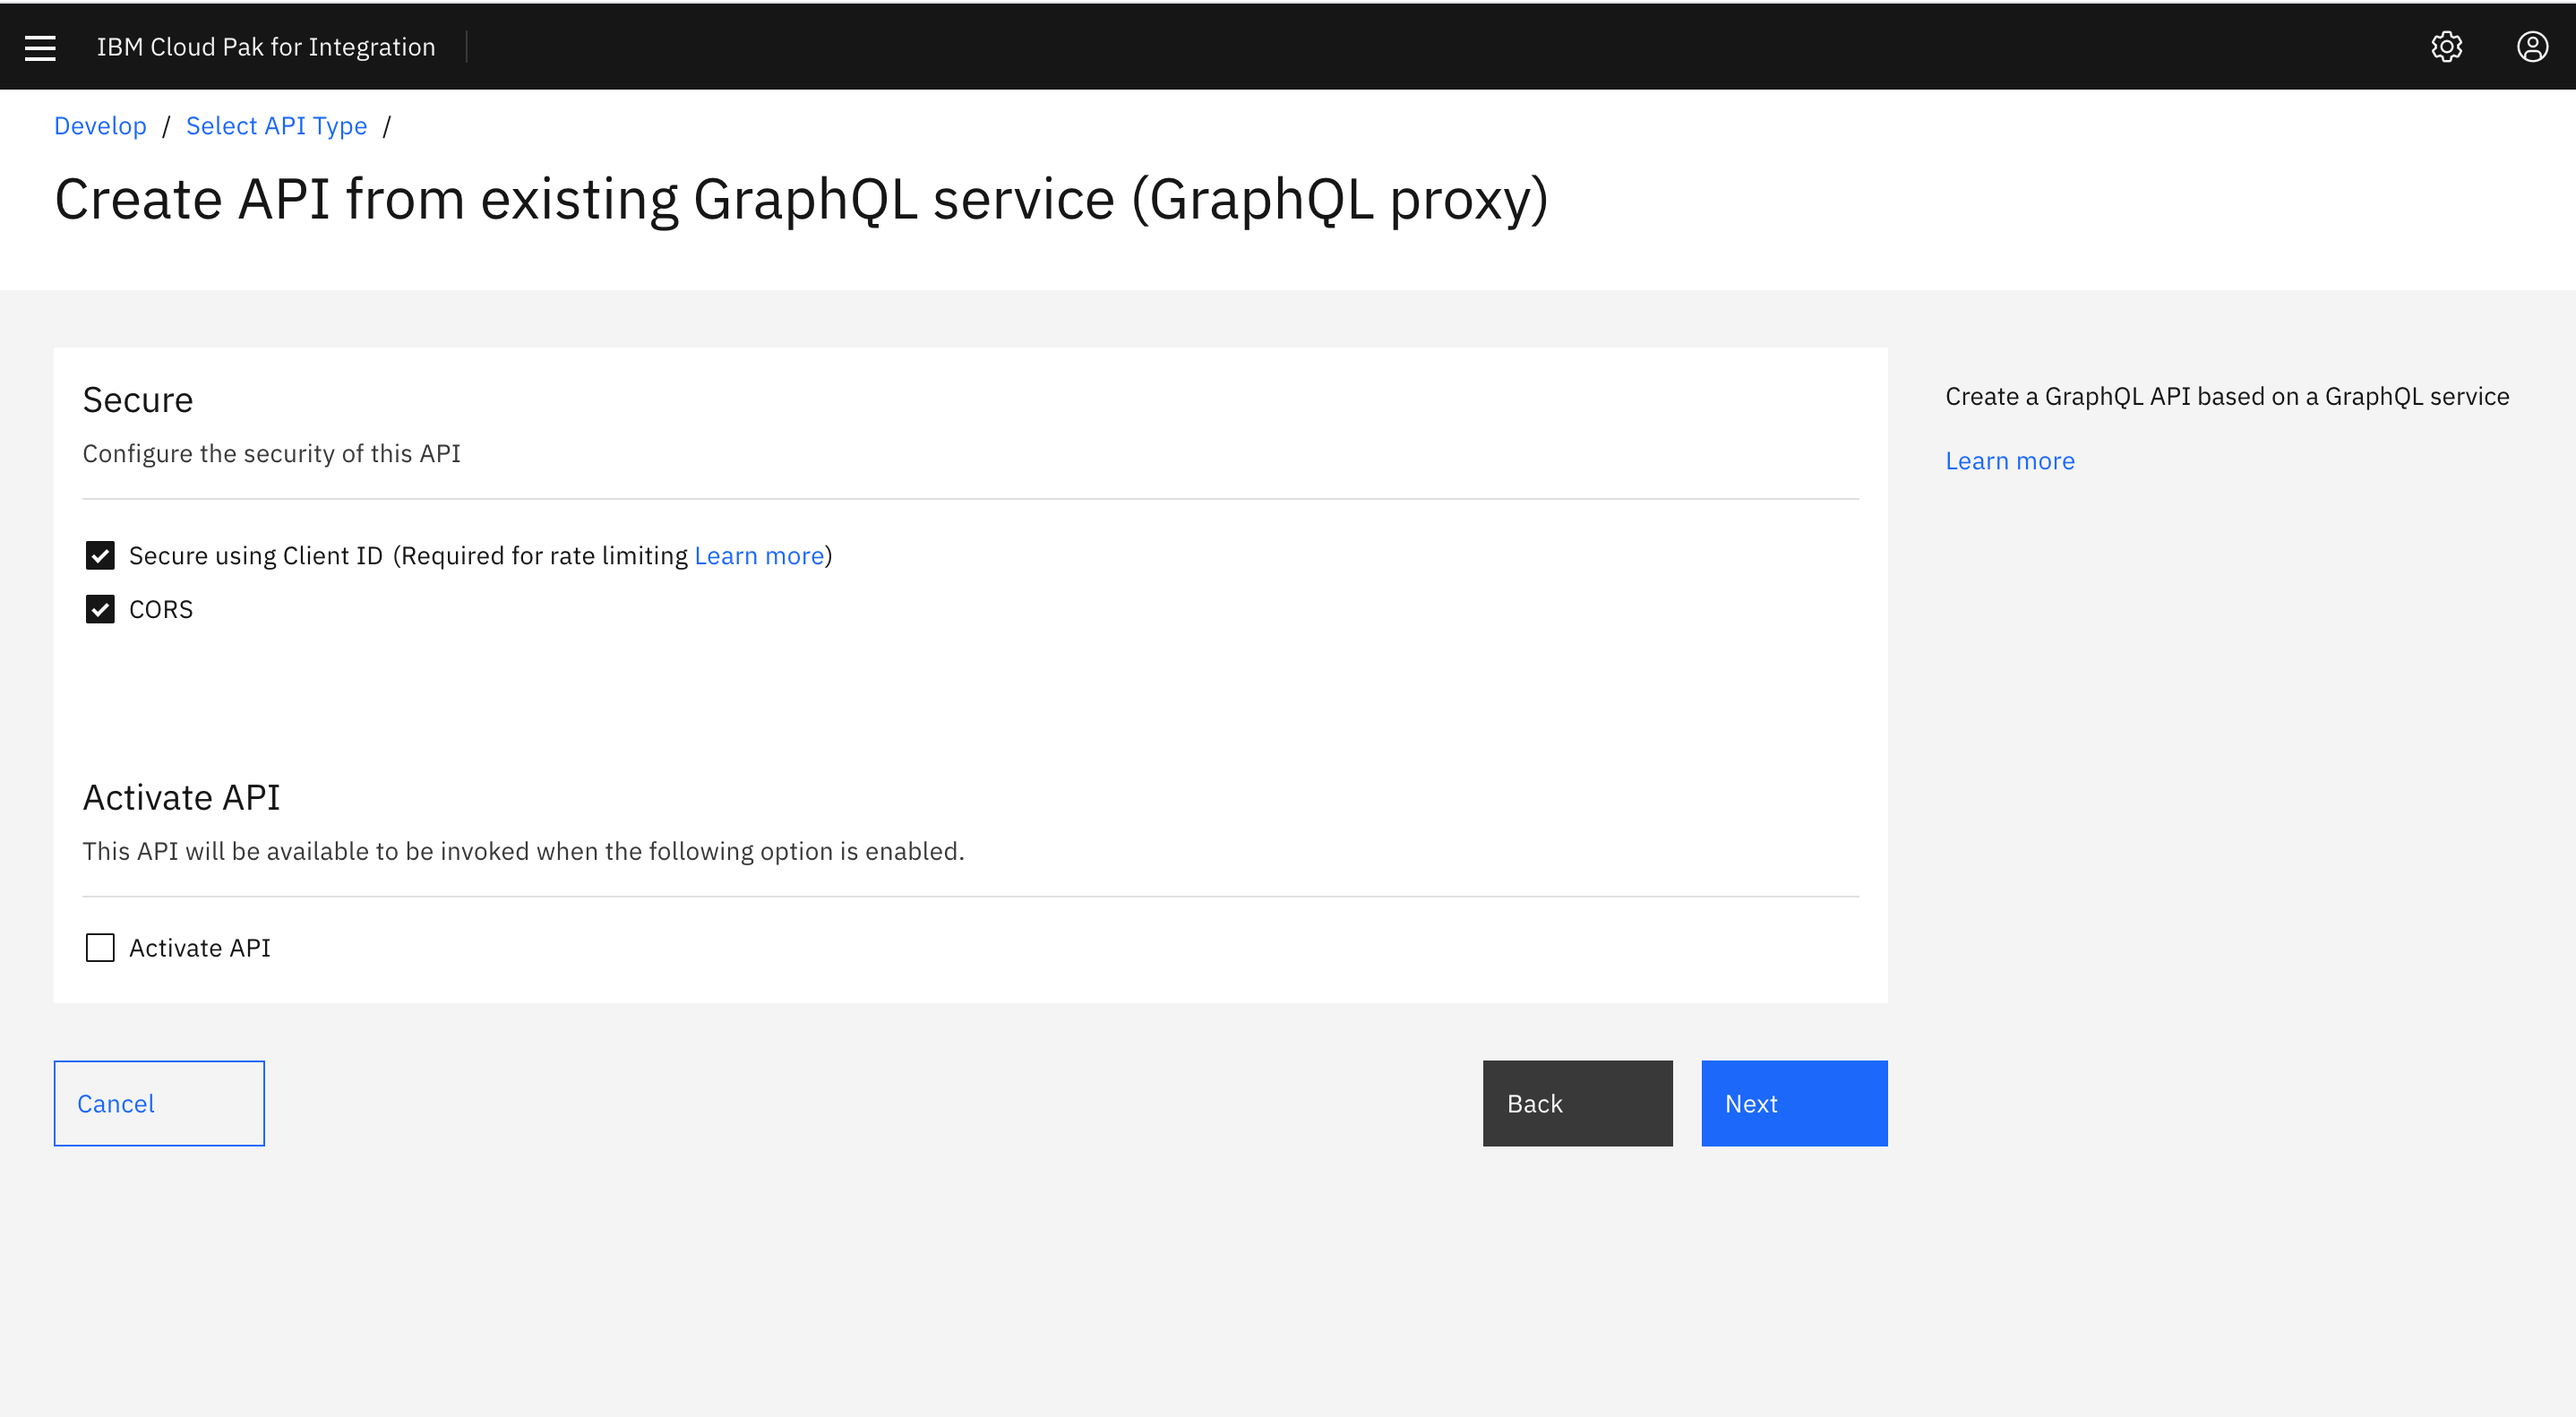 IBM Cloud Pak for Integration
Develop / Select API Type /
Create API from existing GraphQL service (GraphQL proxy)
Secure
Configure the security of this API
Secure using Client ID (Required for rate limiting Learn more)
CORS
Activate API
This API will be available to be invoked when the following option is enabled.
Activate API
Create a GraphQL API based on a GraphQL service
Learn more
Cancel
Back
Next